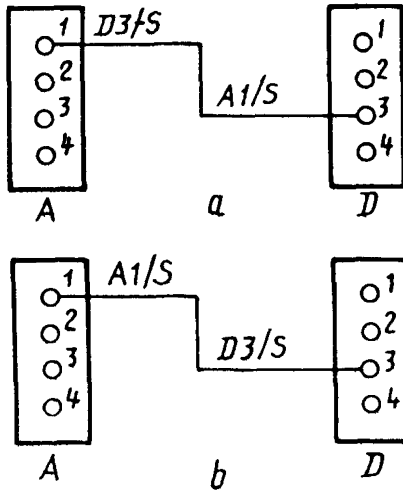 1 D3/S 1
2 2
3 A1/S 3
4 4
A a D
1 A1/S 1
2 2
3 D3/S 3
4 4
A b D